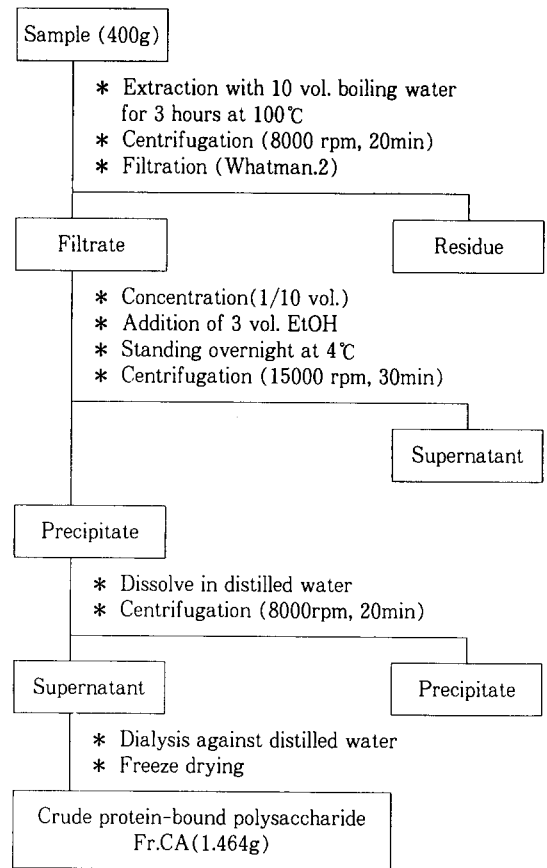 Sample (400g)
* Extraction with 10 vol. boiling water
for 3 hours at 100℃
* Centrifugation (8000 rpm, 20min)
* Filtration (Whatman.2)
Filtrate
Residue
* Concentration(1/10 vol.)
* Addition of 3 vol. EtOH
* Standing overnight at 4℃
* Centrifugation (15000 rpm, 30min)
Supernatant
Precipitate
* Dissolve in distilled water
* Centrifugation (8000rpm, 20min)
Supernatant
Precipitate
* Dialysis against distilled water
* Freeze drying
Crude protein-bound polysaccharide
Fr.CA(1.464g)